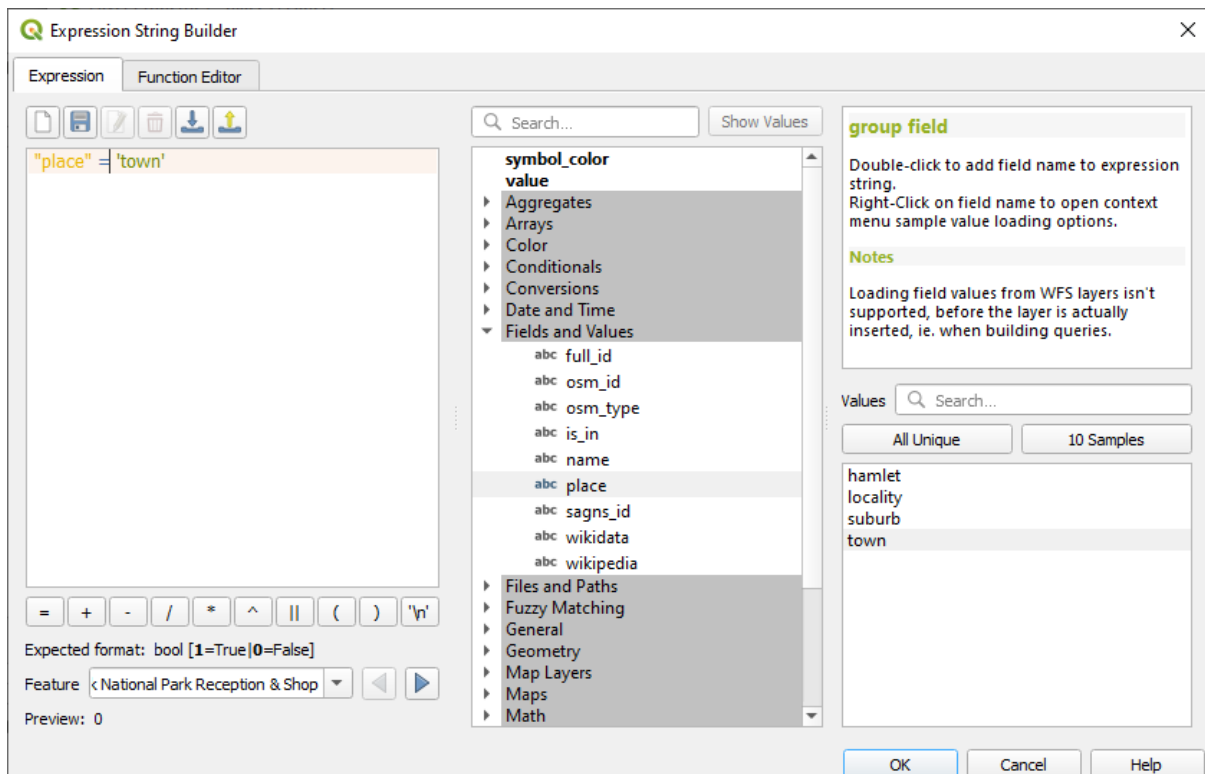 Expression String Builder
Expression
Function Editor
"place" = 'town'
= + - / * ^ || ( ) '\n'
Expected format: bool [1=True|0=False]
Feature
National Park Reception & Shop
Preview: 0
Search...
Show Values
symbol_color
value
Aggregates
Arrays
Color
Conditionals
Conversions
Date and Time
Fields and Values
abc full_id
abc osm_id
abc osm_type
abc is_in
abc name
abc place
abc sagns_id
abc wikidata
abc wikipedia
Files and Paths
Fuzzy Matching
General
Geometry
Map Layers
Maps
Math
group field
Double-click to add field name to expression
string.
Right-Click on field name to open context
menu sample value loading options.
Notes
Loading field values from WFS layers isn't
supported, before the layer is actually
inserted, ie. when building queries.
Values
Search...
All Unique
10 Samples
hamlet
locality
suburb
town
OK
Cancel
Help